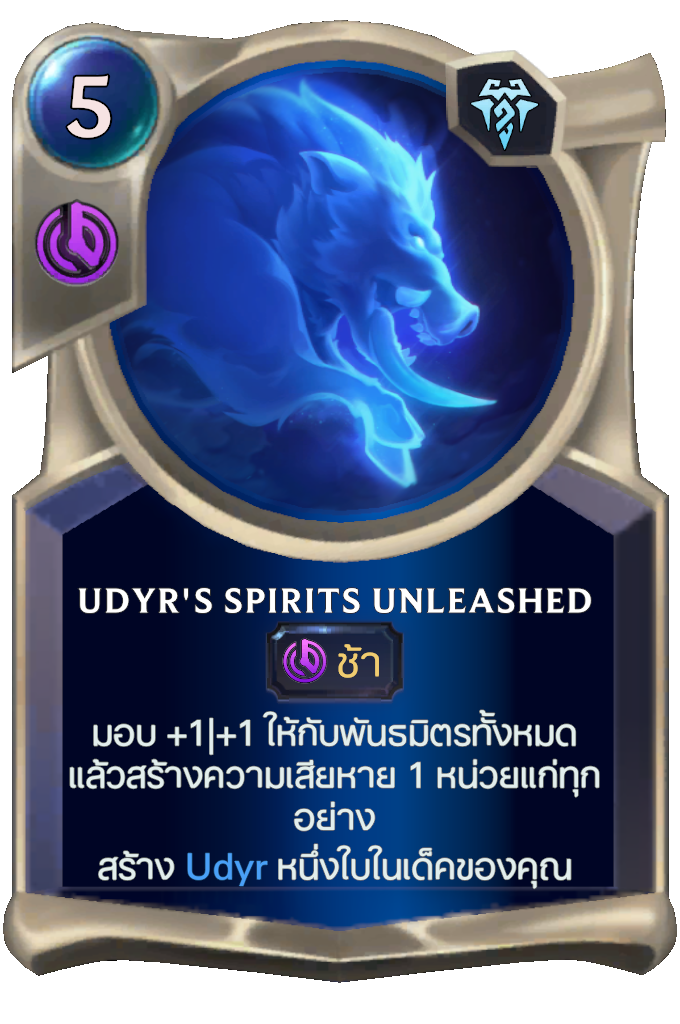 5
UDYR'S SPIRITS UNLEASHED
ช้า
มอบ +1|+1 ให้กับพันธมิตรทั้งหมด
แล้วสร้างความเสียหาย 1 หน่วยแก่ทุก
อย่าง
สร้าง Udyr หนึ่งใบในเด็คของคุณ